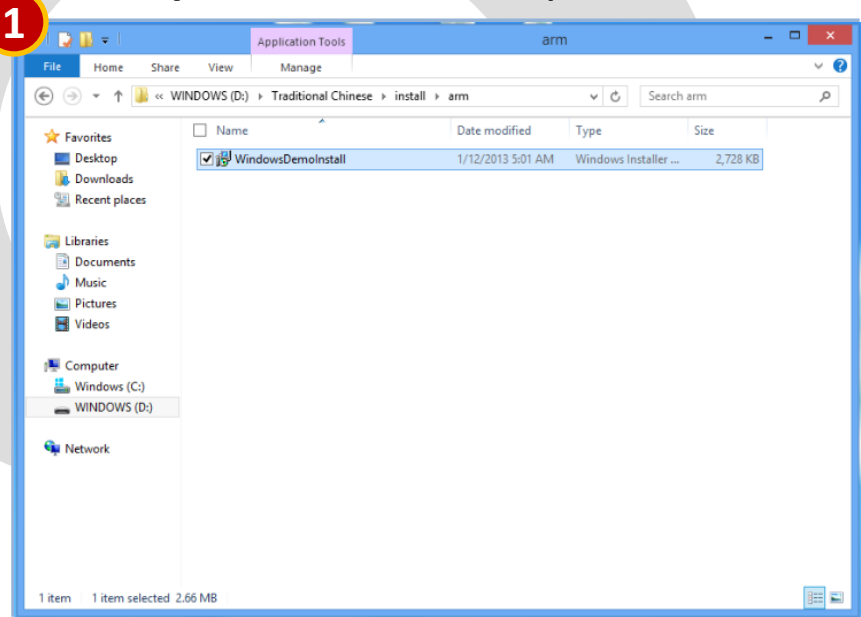 1
Application Tools
arm
File Home Share View Manage
« WINDOWS (D:) Traditional Chinese install arm Search arm
Name Date modified Type Size
WindowsDemoInstall 1/12/2013 5:01 AM Windows Installer ... 2,728 KB
Favorites
Desktop
Downloads
Recent places
Libraries
Documents
Music
Pictures
Videos
Computer
Windows (C:)
WINDOWS (D:)
Network
1 item 1 item selected 2.66 MB